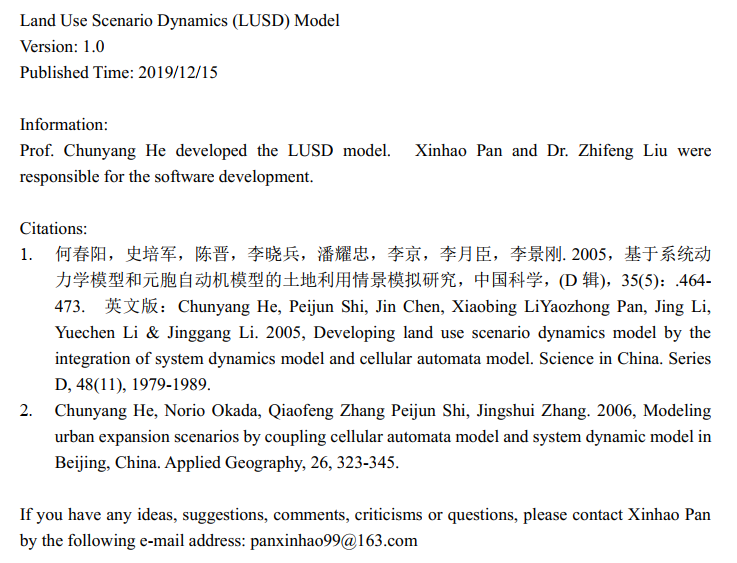 Land Use Scenario Dynamics (LUSD) Model
Version: 1.0
Published Time: 2019/12/15
Information:
Prof. Chunyang He developed the LUSD model. Xinhao Pan and Dr. Zhifeng Liu were
responsible for the software development.
Citations:
1. 何春阳，史培军，陈晋，李晓兵，潘耀忠，李京，李月臣，李景刚. 2005，基于系统动
力学模型和元胞自动机模型的土地利用情景模拟研究，中国科学，(D 辑)，35(5)：.464-
473. 英文版：Chunyang He, Peijun Shi, Jin Chen, Xiaobing LiYaozhong Pan, Jing Li,
Yuechen Li & Jinggang Li. 2005, Developing land use scenario dynamics model by the
integration of system dynamics model and cellular automata model. Science in China. Series
D, 48(11), 1979-1989.
2. Chunyang He, Norio Okada, Qiaofeng Zhang Peijun Shi, Jingshui Zhang. 2006, Modeling
urban expansion scenarios by coupling cellular automata model and system dynamic model in
Beijing, China. Applied Geography, 26, 323-345.
If you have any ideas, suggestions, comments, criticisms or questions, please contact Xinhao Pan
by the following e-mail address: panxinhao99@163.com